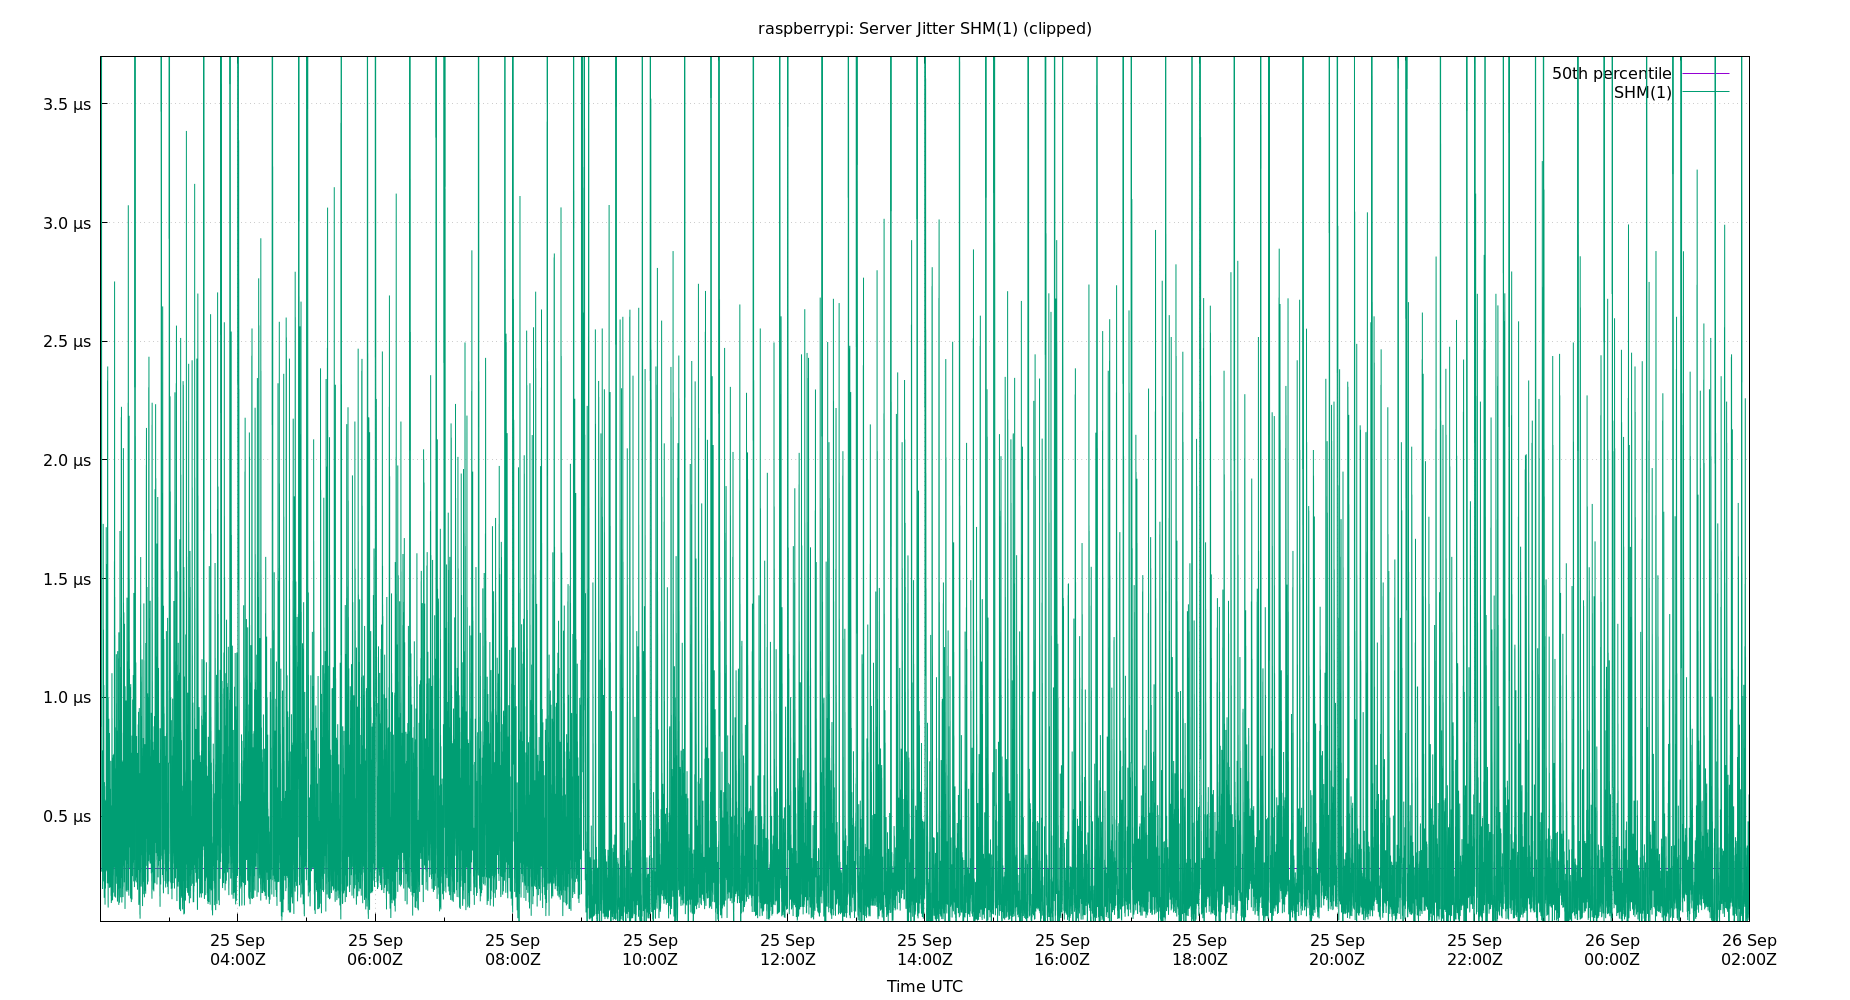 raspberrypi: Server Jitter SHM(1) (clipped)
50th percentile
SHM(1)
3.5 µs
3.0 µs
2.5 µs
2.0 µs
1.5 µs
1.0 µs
0.5 µs
25 Sep 25 Sep 25 Sep 25 Sep 25 Sep 25 Sep 25 Sep 25 Sep 25 Sep 25 Sep 26 Sep 26 Sep
04:00Z 06:00Z 08:00Z 10:00Z 12:00Z 14:00Z 16:00Z 18:00Z 20:00Z 22:00Z 00:00Z 02:00Z
Time UTC